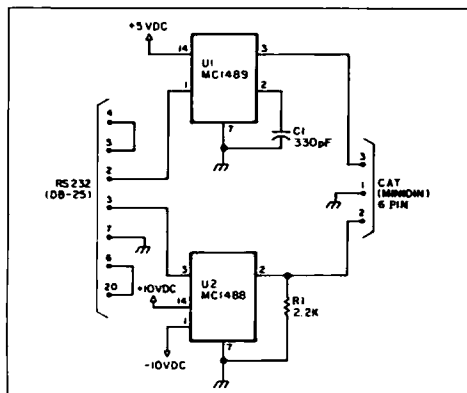 +5VDC
14
U1
MC1489
3
1
2
7
C1
330pF
4
5
2
RS232
(DB-25)
3
7
6
20
3
CAT
(MINIDIN)
6 PIN
1
2
+10VDC
3
14
1
U2
MC1488
2
7
R1
2.2K
-10VDC